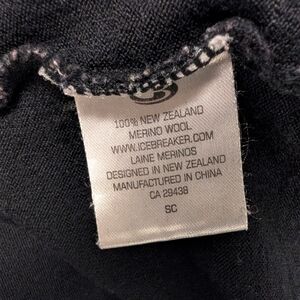 100% NEW ZEALAND
MERINO WOOL
WWW.ICEBREAKER.COM
LAINE MERINOS
DESIGNED IN NEW ZEALAND
MANUFACTURED IN CHINA
CA 29438
SC